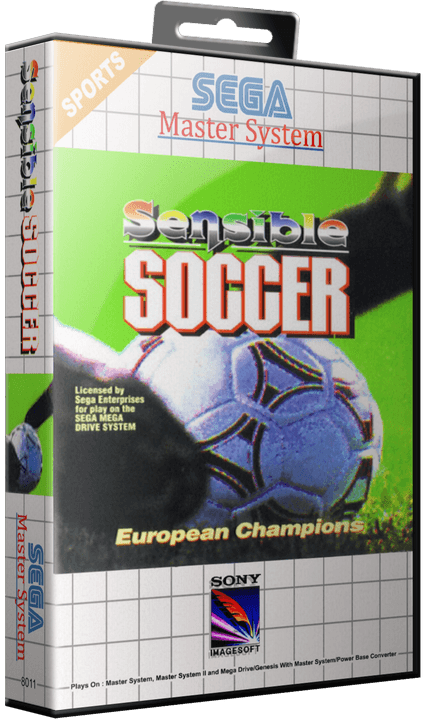 SPORTS
SEGA
Master System
Sensible
SOCCER
Licensed by
Sega Enterprises
for play on the
SEGA MEGA
DRIVE SYSTEM
European Champions
SONY
IMAGESOFT
Plays On : Master System, Master System II and Mega Drive/Genesis With Master System/Power Base Converter
Sensible SOCCER
SEGA
Master System
8011